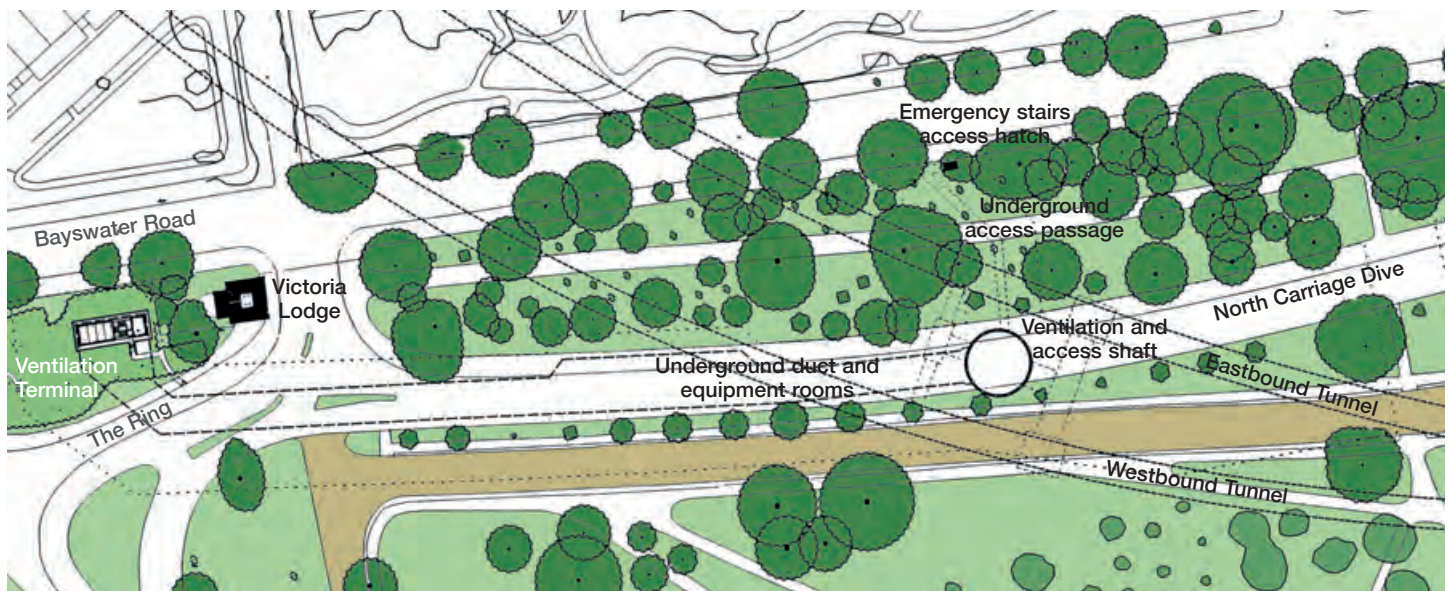 Emergency stairs
access hatch
Underground
access passage
Bayswater Road
Victoria
Lodge
North Carriage Dive
Ventilation and
access shaft
Ventilation
Terminal
Underground duct and
equipment rooms
Eastbound Tunnel
The Ring
Westbound Tunnel